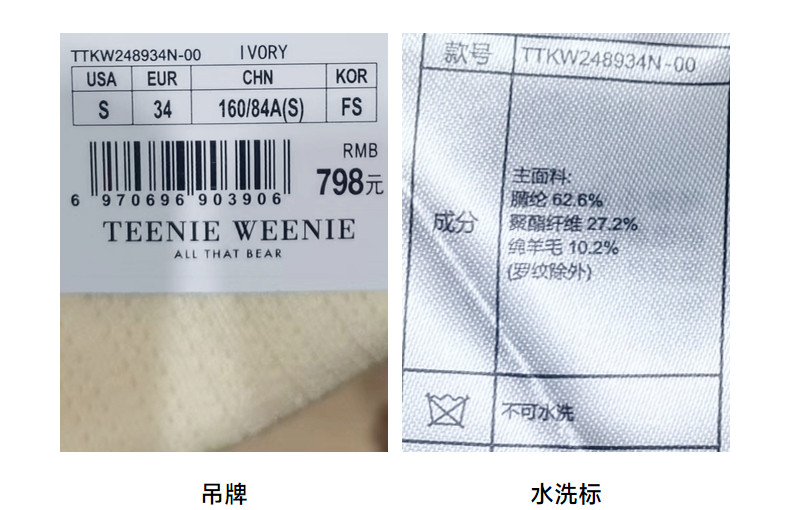 TTKW248934N-00 IVORY
USA EUR CHN KOR
S 34 160/84A(S) FS
RMB
798元
6 970696 903906
TEENIE WEENIE
ALL THAT BEAR
款号 TTKW248934N-00
成分
主面料:
腈纶 62.6%
聚酯纤维 27.2%
绵羊毛 10.2%
(罗纹除外)
不可水洗
吊牌 水洗标